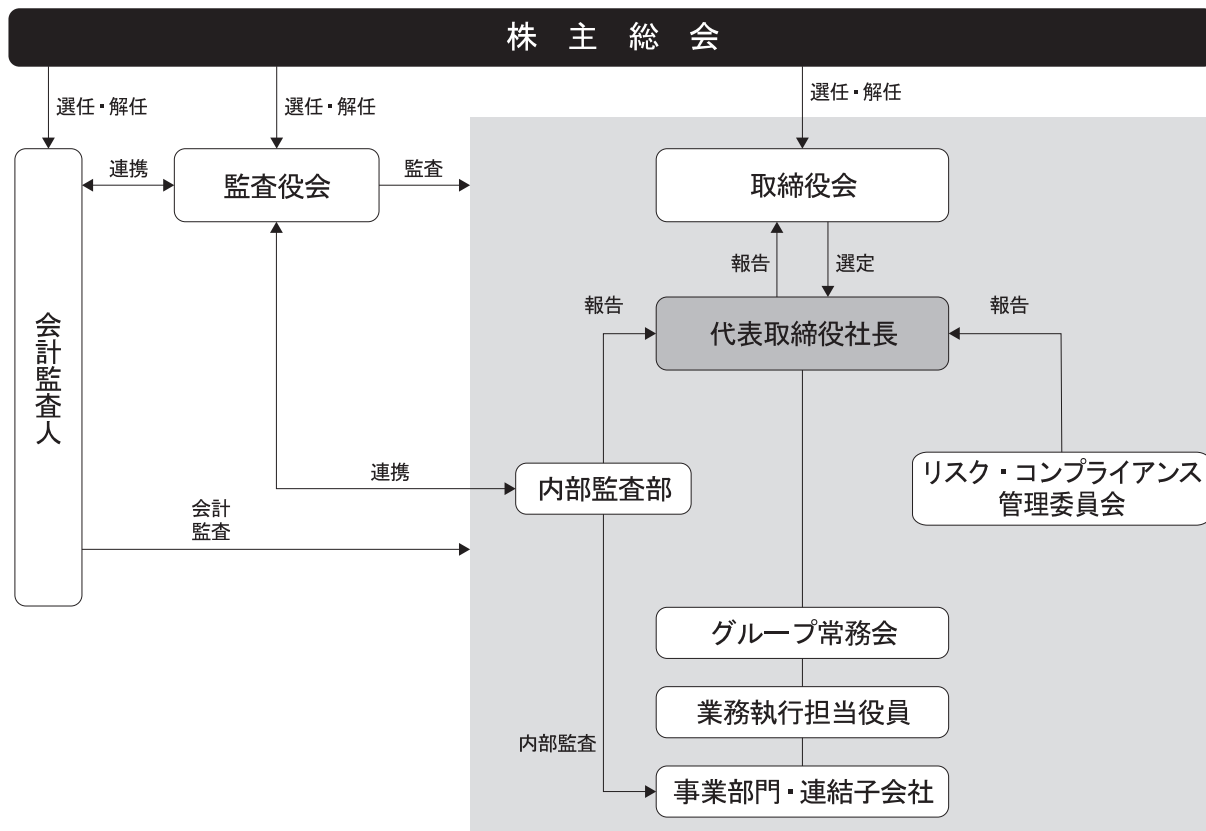 株主総会
選任・解任
選任・解任
選任・解任
連携
監査役会
監査
取締役会
報告
選定
会計監査人
報告
代表取締役社長
報告
連携
内部監査部
リスク・コンプライアンス
管理委員会
会計
監査
グループ常務会
業務執行担当役員
内部監査
事業部門・連結子会社